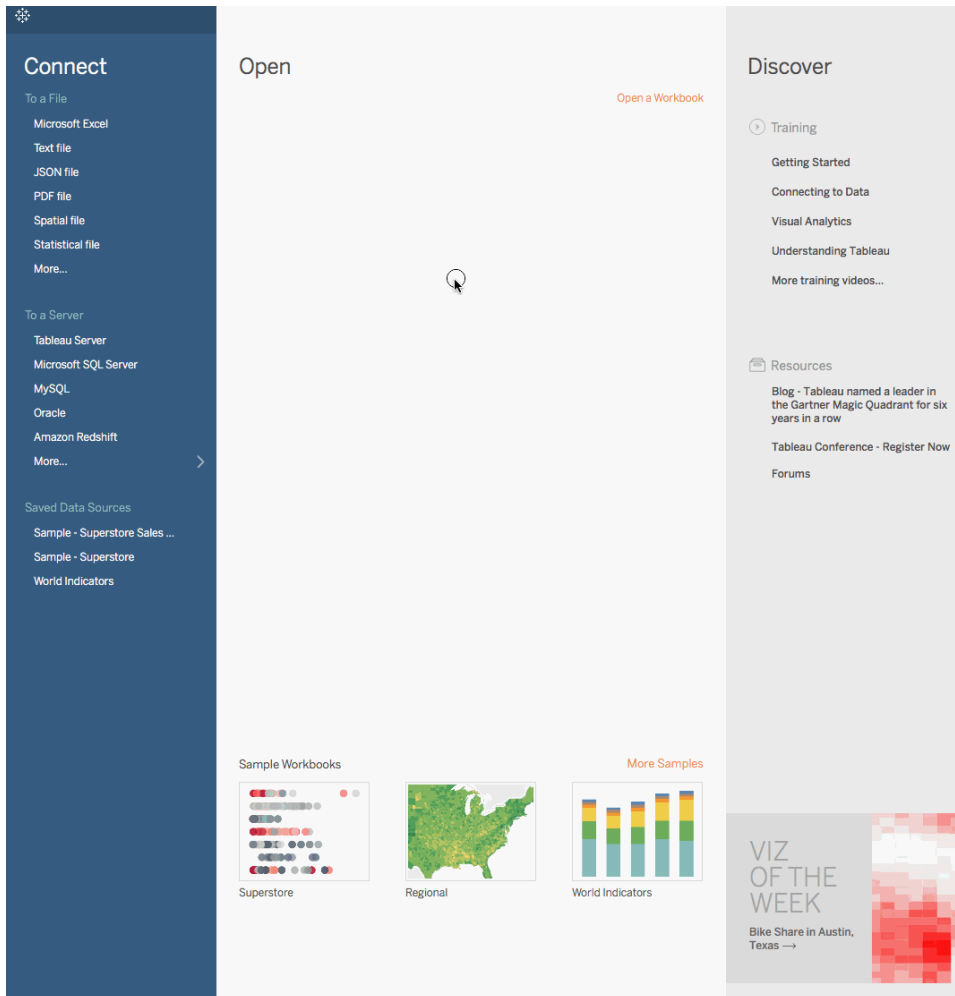 Connect
To a File
Microsoft Excel
Text file
JSON file
PDF file
Spatial file
Statistical file
More...
To a Server
Tableau Server
Microsoft SQL Server
MySQL
Oracle
Amazon Redshift
More...
Saved Data Sources
Sample - Superstore Sales ...
Sample - Superstore
World Indicators
Open
Open a Workbook
Sample Workbooks
More Samples
Superstore
Regional
World Indicators
Discover
Training
Getting Started
Connecting to Data
Visual Analytics
Understanding Tableau
More training videos...
Resources
Blog - Tableau named a leader in
the Gartner Magic Quadrant for six
years in a row
Tableau Conference - Register Now
Forums
VIZ
OF THE
WEEK
Bike Share in Austin,
Texas →